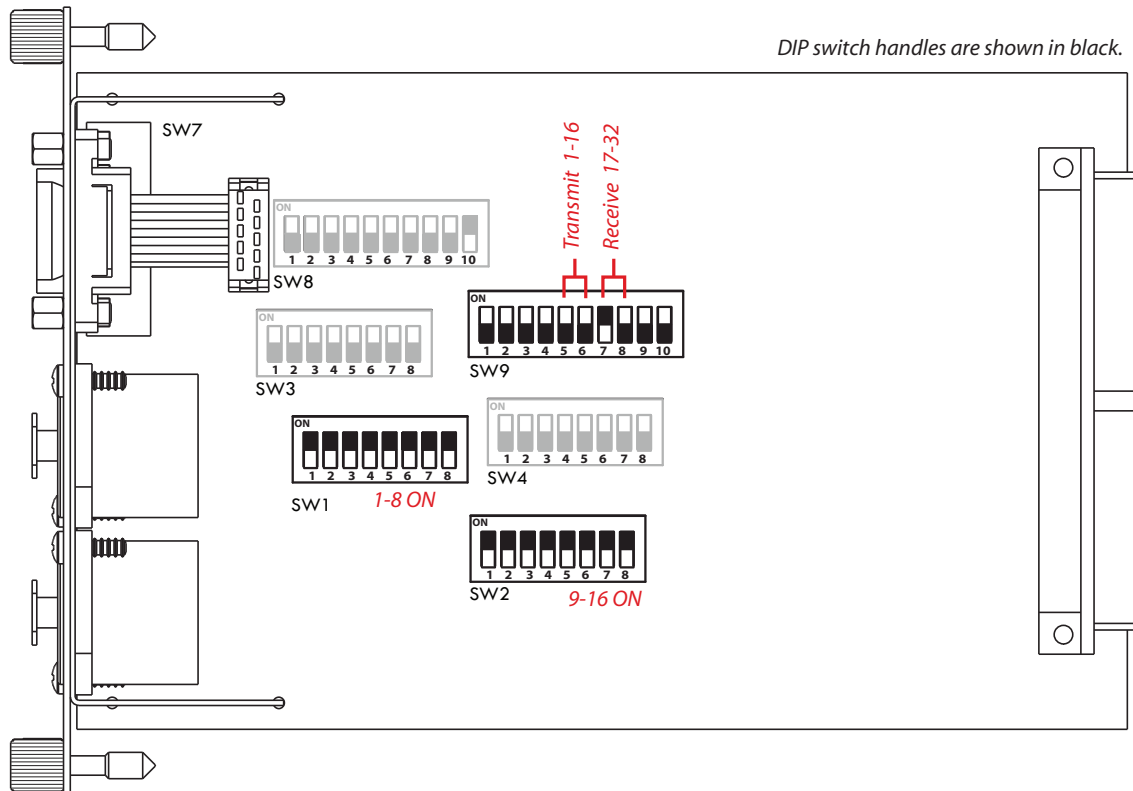 DIP switch handles are shown in black.
SW7
Transmit 1-16
Receive 17-32
ON
1 2 3 4 5 6 7 8 9 10
SW8
ON
1 2 3 4 5 6 7 8 9 10
SW9
ON
1 2 3 4 5 6 7 8
SW3
ON
1 2 3 4 5 6 7 8
SW4
ON
1 2 3 4 5 6 7 8
SW1
1-8 ON
ON
1 2 3 4 5 6 7 8
SW2
9-16 ON